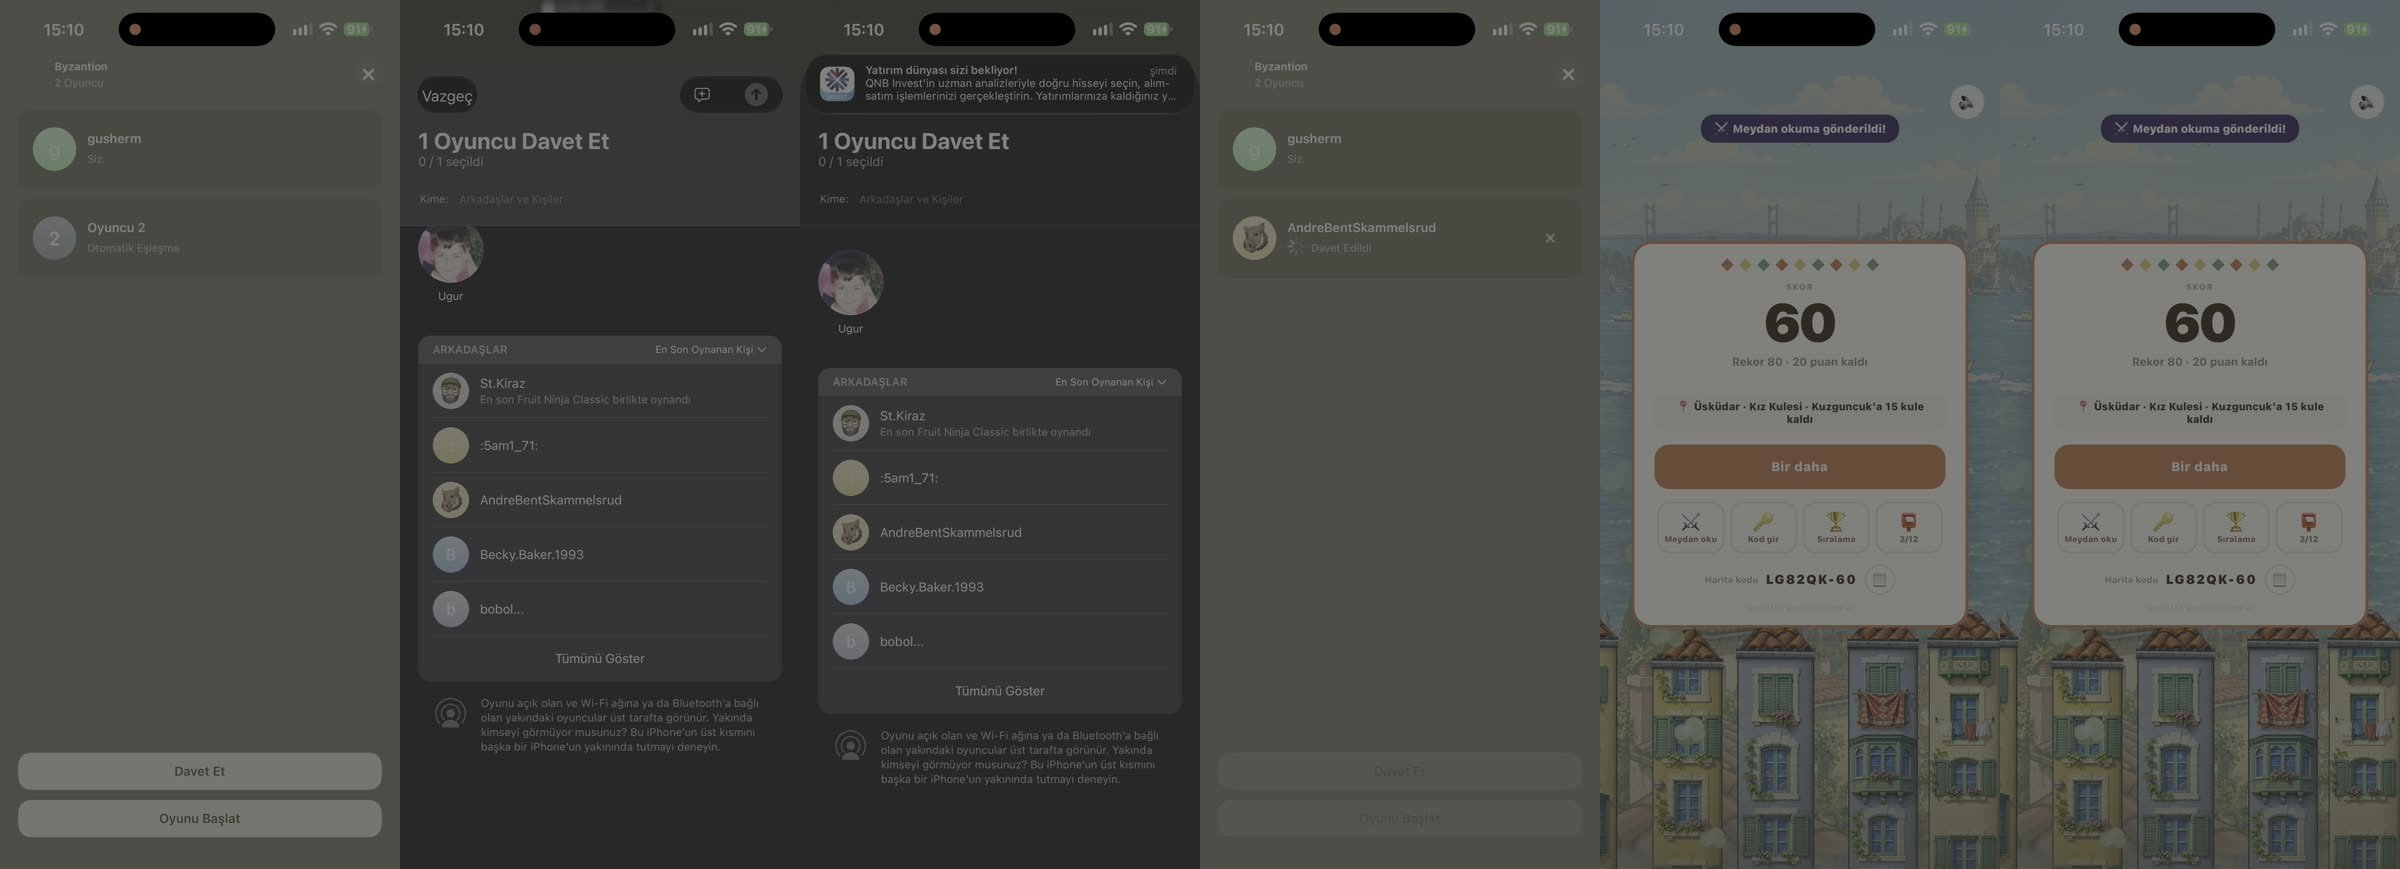 15:10
91
Byzantion
2 Oyuncu
g
gusherm
Siz
2
Oyuncu 2
Otomatik Eşleşme
Davet Et
Oyunu Başlat
15:10
91
Vazgeç
1 Oyuncu Davet Et
0 / 1 seçildi
Kime: Arkadaşlar ve Kişiler
Ugur
ARKADAŞLAR
En Son Oynanan Kişi
St.Kiraz
En son Fruit Ninja Classic birlikte oynandı
:5am1_71:
AndreBentSkammelsrud
B
Becky.Baker.1993
b
bobol...
Tümünü Göster
Oyunu açık olan ve Wi-Fi ağına ya da Bluetooth'a bağlı
olan yakındaki oyuncular üst tarafta görünür. Yakında
kimseyi görmüyor musunuz? Bu iPhone'un üst kısmını
başka bir iPhone'un yakınında tutmayı deneyin.
15:10
91
Yatırım dünyası sizi bekliyor!
şimdi
QNB Invest'in uzman analizleriyle doğru hisseyi seçin, alım-
satım işlemlerinizi gerçekleştirin. Yatırımlarınıza kaldığınız y...
1 Oyuncu Davet Et
0 / 1 seçildi
Kime: Arkadaşlar ve Kişiler
Ugur
ARKADAŞLAR
En Son Oynanan Kişi
St.Kiraz
En son Fruit Ninja Classic birlikte oynandı
:5am1_71:
AndreBentSkammelsrud
B
Becky.Baker.1993
b
bobol...
Tümünü Göster
Oyunu açık olan ve Wi-Fi ağına ya da Bluetooth'a bağlı
olan yakındaki oyuncular üst tarafta görünür. Yakında
kimseyi görmüyor musunuz? Bu iPhone'un üst kısmını
başka bir iPhone'un yakınında tutmayı deneyin.
15:10
91
Byzantion
2 Oyuncu
g
gusherm
Siz
AndreBentSkammelsrud
Davet Edildi
Davet Et
Oyunu Başlat
15:10
91
Meydan okuma gönderildi!
SKOR
60
Rekor 80 · 20 puan kaldı
Üsküdar · Kız Kulesi · Kuzguncuk'a 15 kule
kaldı
Bir daha
Meydan oku
Kod gir
Sıralama
3/12
Harita kodu LG82QK-60
15:10
91
Meydan okuma gönderildi!
SKOR
60
Rekor 80 · 20 puan kaldı
Üsküdar · Kız Kulesi · Kuzguncuk'a 15 kule
kaldı
Bir daha
Meydan oku
Kod gir
Sıralama
3/12
Harita kodu LG82QK-60